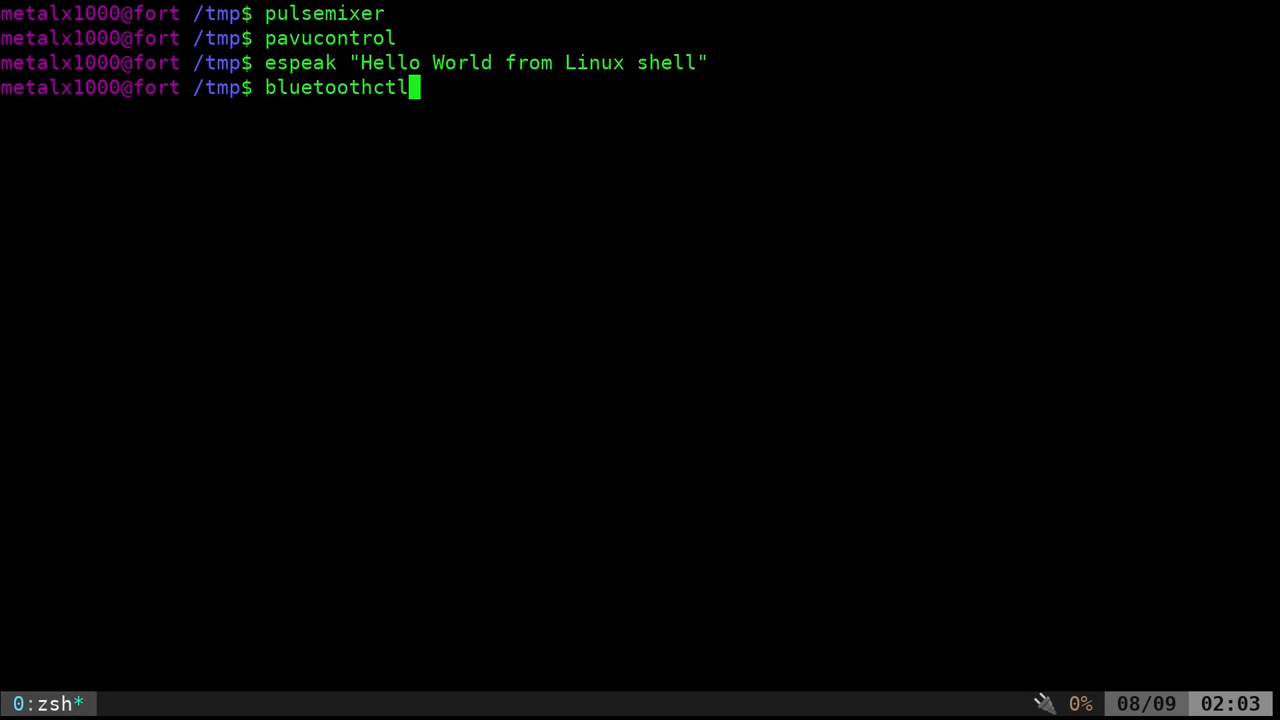 metalx1000@fort /tmp$ pulsemixer
metalx1000@fort /tmp$ pavucontrol
metalx1000@fort /tmp$ espeak "Hello World from Linux shell"
metalx1000@fort /tmp$ bluetoothctl
0:zsh* 0% 08/09 02:03